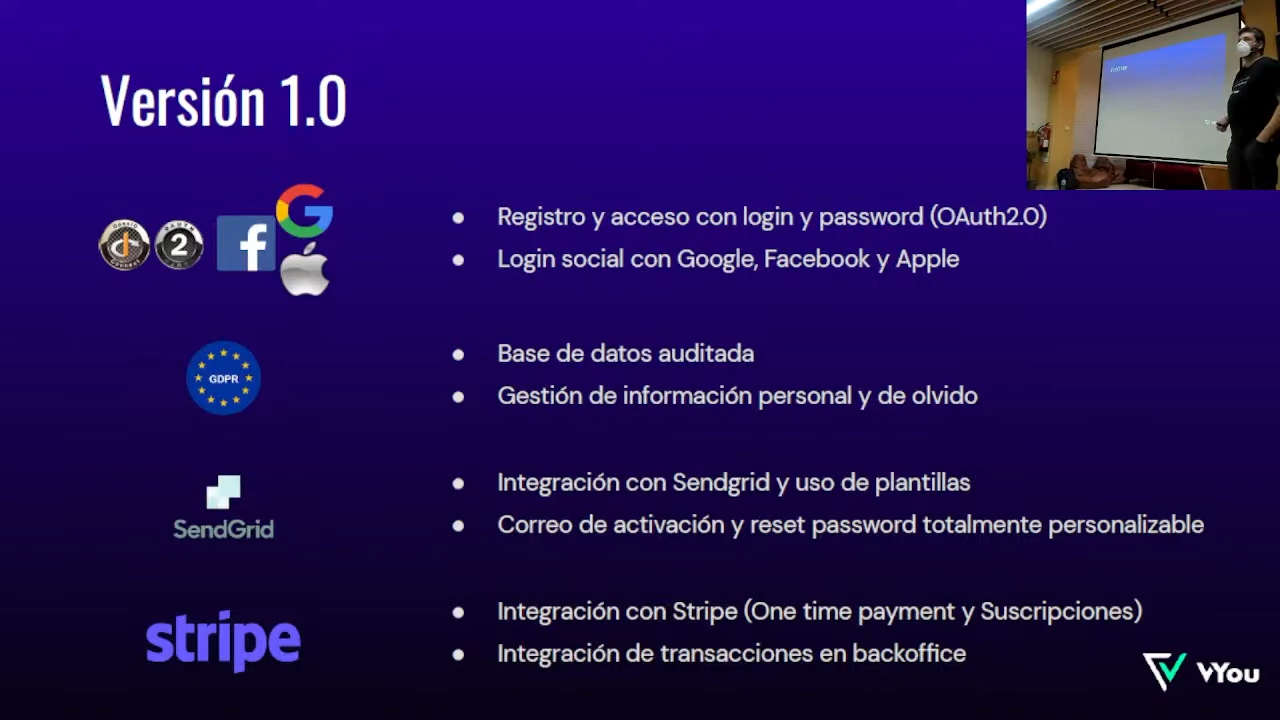 Versión 1.0
Registro y acceso con login y password (OAuth2.0)
Login social con Google, Facebook y Apple
2
GDPR
Base de datos auditada
Gestión de información personal y de olvido
SendGrid
Integración con Sendgrid y uso de plantillas
Correo de activación y reset password totalmente personalizable
stripe
Integración con Stripe (One time payment y Suscripciones)
Integración de transacciones en backoffice
VYou